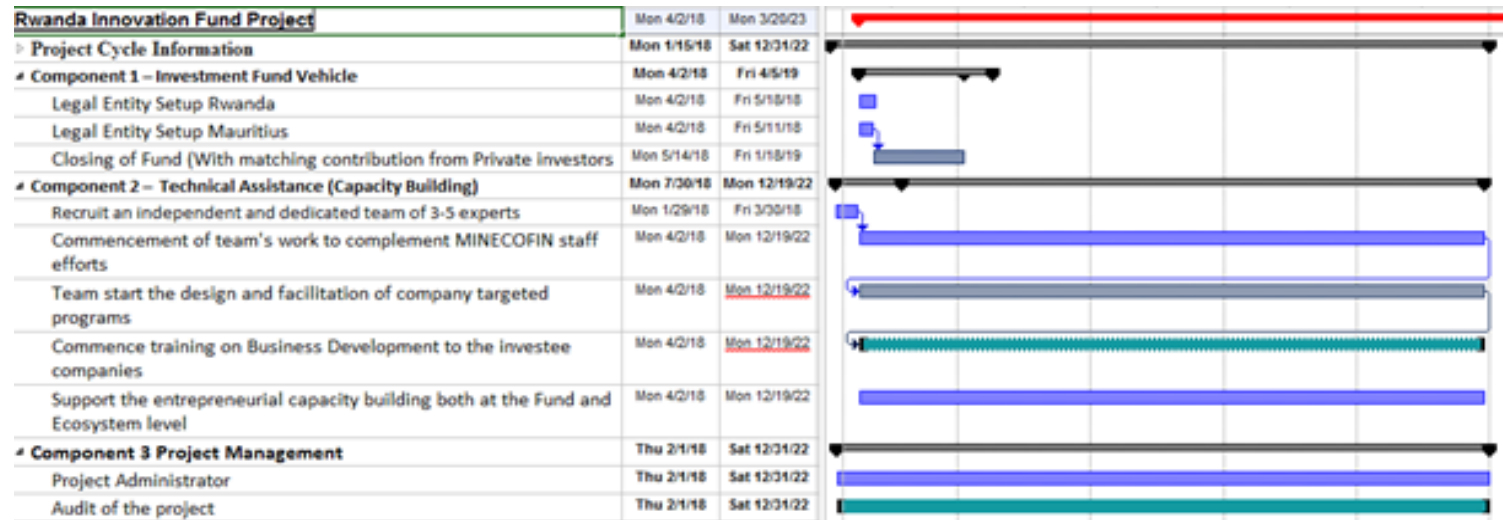 Rwanda Innovation Fund Project Mon 4/2/18 Mon 3/20/23
Project Cycle Information Mon 1/15/18 Sat 12/31/22
Component 1 – Investment Fund Vehicle Mon 4/2/18 Fri 4/5/19
Legal Entity Setup Rwanda Mon 4/2/18 Fri 5/18/18
Legal Entity Setup Mauritius Mon 4/2/18 Fri 5/11/18
Closing of Fund (With matching contribution from Private investors Mon 5/14/18 Fri 1/18/19
Component 2 – Technical Assistance (Capacity Building) Mon 7/30/18 Mon 12/19/22
Recruit an independent and dedicated team of 3-5 experts Mon 1/29/18 Fri 3/30/18
Commencement of team's work to complement MINECOFIN staff Mon 4/2/18 Mon 12/19/22
efforts
Team start the design and facilitation of company targeted Mon 4/2/18 Mon 12/19/22
programs
Commence training on Business Development to the investee Mon 4/2/18 Mon 12/19/22
companies
Support the entrepreneurial capacity building both at the Fund and Mon 4/2/18 Mon 12/19/22
Ecosystem level
Component 3 Project Management Thu 2/1/18 Sat 12/31/22
Project Administrator Thu 2/1/18 Sat 12/31/22
Audit of the project Thu 2/1/18 Sat 12/31/22